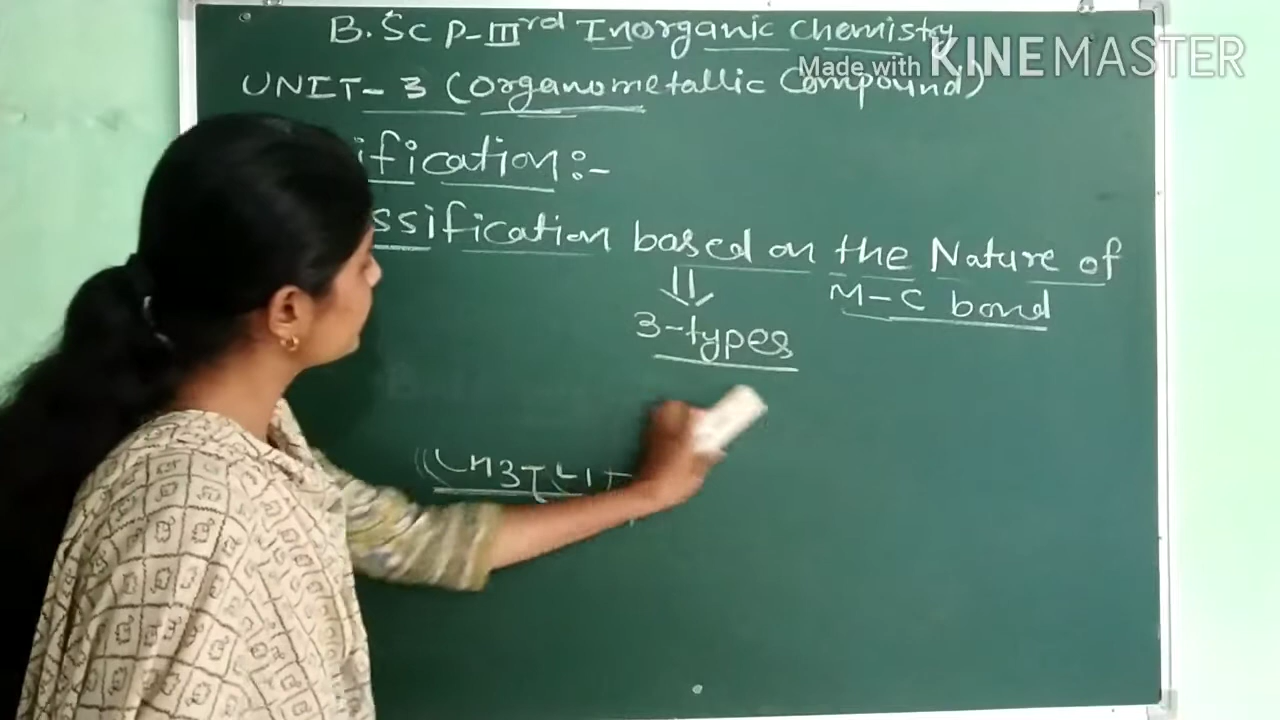 B.Sc P-IIIrd Inorganic Chemistry
Made with KINEMASTER
UNIT-3 (Organometallic Compound)
ification:-
ssification based on the Nature of
M-C bond
3-types